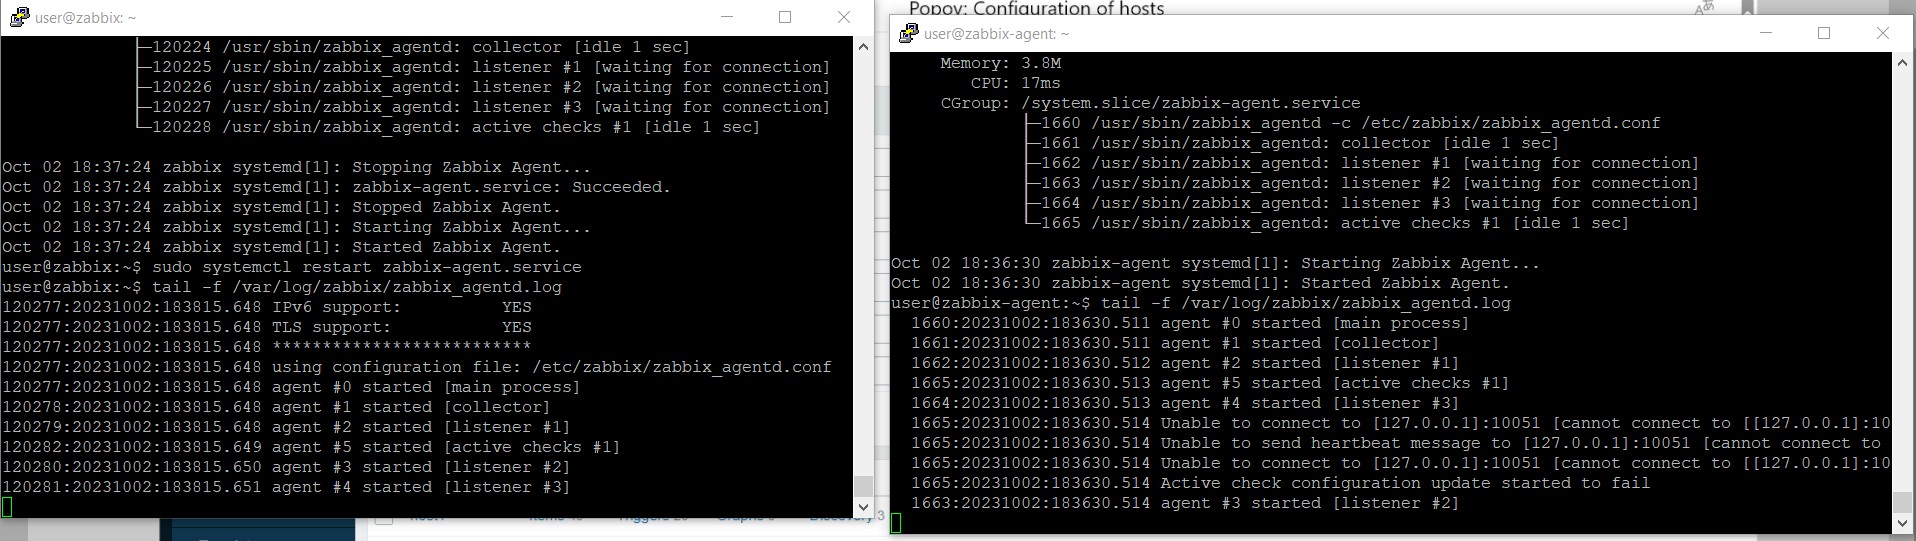 Popov: Configuration of hosts
user@zabbix: ~
├─120224 /usr/sbin/zabbix_agentd: collector [idle 1 sec]
├─120225 /usr/sbin/zabbix_agentd: listener #1 [waiting for connection]
├─120226 /usr/sbin/zabbix_agentd: listener #2 [waiting for connection]
├─120227 /usr/sbin/zabbix_agentd: listener #3 [waiting for connection]
└─120228 /usr/sbin/zabbix_agentd: active checks #1 [idle 1 sec]
Oct 02 18:37:24 zabbix systemd[1]: Stopping Zabbix Agent...
Oct 02 18:37:24 zabbix systemd[1]: zabbix-agent.service: Succeeded.
Oct 02 18:37:24 zabbix systemd[1]: Stopped Zabbix Agent.
Oct 02 18:37:24 zabbix systemd[1]: Starting Zabbix Agent...
Oct 02 18:37:24 zabbix systemd[1]: Started Zabbix Agent.
user@zabbix:~$ sudo systemctl restart zabbix-agent.service
user@zabbix:~$ tail -f /var/log/zabbix/zabbix_agentd.log
120277:20231002:183815.648 IPv6 support:          YES
120277:20231002:183815.648 TLS support:           YES
120277:20231002:183815.648 **************************
120277:20231002:183815.648 using configuration file: /etc/zabbix/zabbix_agentd.conf
120277:20231002:183815.648 agent #0 started [main process]
120278:20231002:183815.648 agent #1 started [collector]
120279:20231002:183815.648 agent #2 started [listener #1]
120282:20231002:183815.649 agent #5 started [active checks #1]
120280:20231002:183815.650 agent #3 started [listener #2]
120281:20231002:183815.651 agent #4 started [listener #3]
user@zabbix-agent: ~
Memory: 3.8M
CPU: 17ms
CGroup: /system.slice/zabbix-agent.service
├─1660 /usr/sbin/zabbix_agentd -c /etc/zabbix/zabbix_agentd.conf
├─1661 /usr/sbin/zabbix_agentd: collector [idle 1 sec]
├─1662 /usr/sbin/zabbix_agentd: listener #1 [waiting for connection]
├─1663 /usr/sbin/zabbix_agentd: listener #2 [waiting for connection]
├─1664 /usr/sbin/zabbix_agentd: listener #3 [waiting for connection]
└─1665 /usr/sbin/zabbix_agentd: active checks #1 [idle 1 sec]
Oct 02 18:36:30 zabbix-agent systemd[1]: Starting Zabbix Agent...
Oct 02 18:36:30 zabbix-agent systemd[1]: Started Zabbix Agent.
user@zabbix-agent:~$ tail -f /var/log/zabbix/zabbix_agentd.log
1660:20231002:183630.511 agent #0 started [main process]
1661:20231002:183630.511 agent #1 started [collector]
1662:20231002:183630.512 agent #2 started [listener #1]
1665:20231002:183630.513 agent #5 started [active checks #1]
1664:20231002:183630.513 agent #4 started [listener #3]
1665:20231002:183630.514 Unable to connect to [127.0.0.1]:10051 [cannot connect to [[127.0.0.1]:10
1665:20231002:183630.514 Unable to send heartbeat message to [127.0.0.1]:10051 [cannot connect to
1665:20231002:183630.514 Unable to connect to [127.0.0.1]:10051 [cannot connect to [[127.0.0.1]:10
1665:20231002:183630.514 Active check configuration update started to fail
1663:20231002:183630.514 agent #3 started [listener #2]